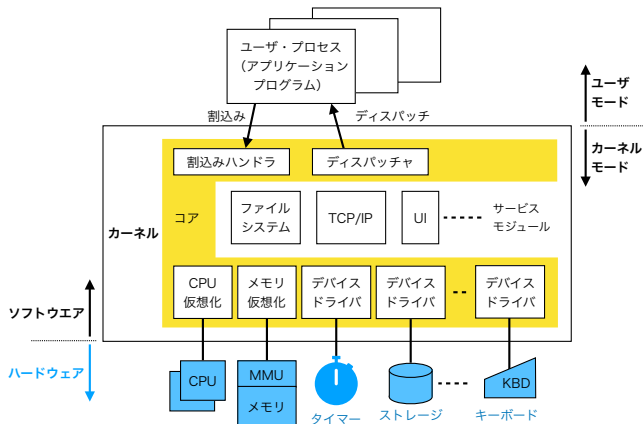 ユーザ・プロセス
（アプリケーション
プログラム）
ユーザ
モード
割込み
ディスパッチ
カーネル
モード
割込みハンドラ
ディスパッチャ
カーネル
コア
ファイル
システム
TCP/IP
UI
サービス
モジュール
CPU
仮想化
メモリ
仮想化
デバイス
ドライバ
デバイス
ドライバ
デバイス
ドライバ
ソフトウエア
ハードウェア
CPU
MMU
メモリ
タイマー
ストレージ
KBD
キーボード